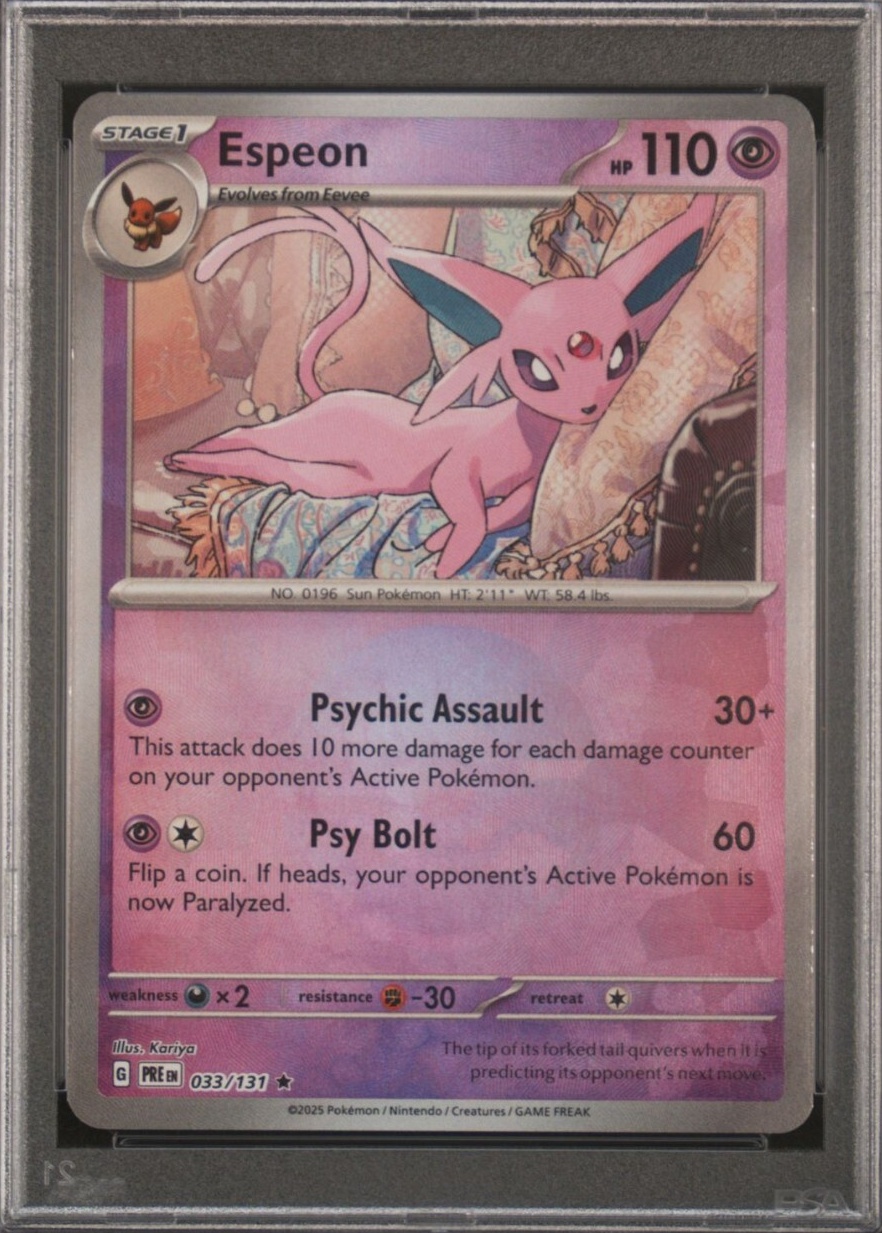 STAGE 1
Espeon
HP 110
Evolves from Eevee
NO. 0196 Sun Pokémon HT: 2'11" WT: 58.4 lbs.
Psychic Assault 30+
This attack does 10 more damage for each damage counter
on your opponent's Active Pokémon.
Psy Bolt 60
Flip a coin. If heads, your opponent's Active Pokémon is
now Paralyzed.
weakness ×2 resistance -30 retreat
Illus. Kariya
The tip of its forked tail quivers when it is
predicting its opponent's next move.
G PRE EN 033/131 ★
©2025 Pokémon / Nintendo / Creatures / GAME FREAK
PSA